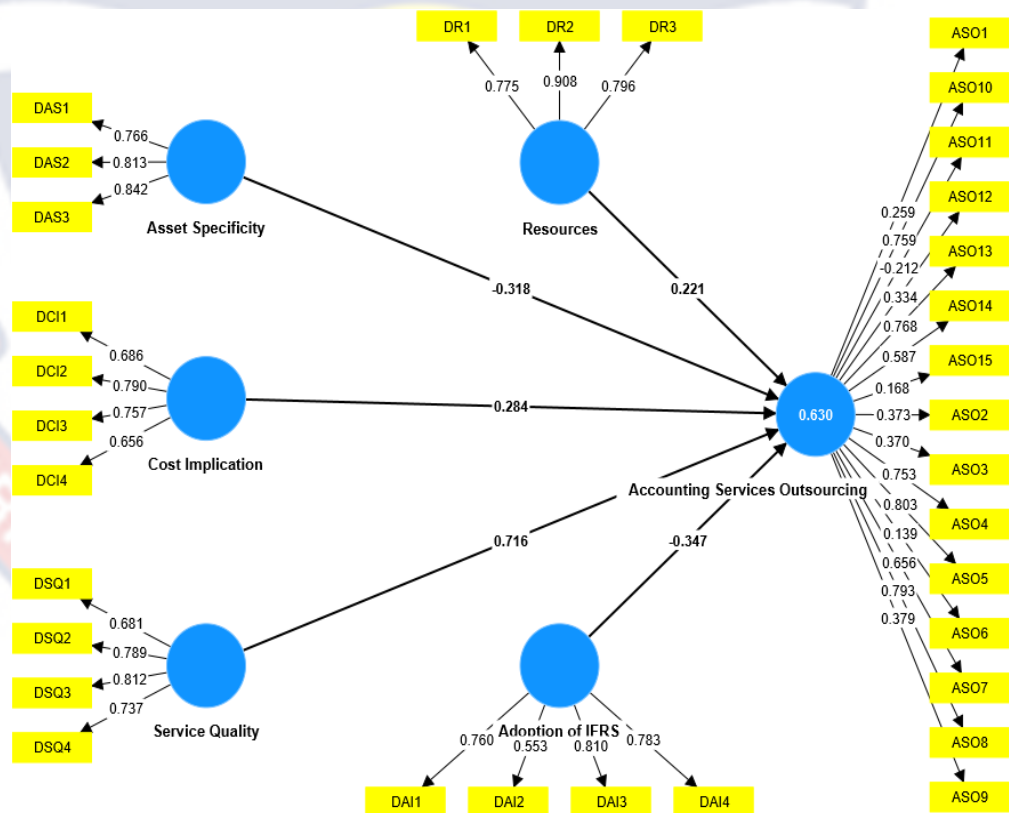 DR1
DR2
DR3
0.775
0.908
0.796
DAS1
DAS2
DAS3
0.766
0.813
0.842
Asset Specificity
Resources
-0.318
0.221
DCI1
DCI2
DCI3
DCI4
0.686
0.790
0.757
0.656
Cost Implication
0.284
DSQ1
DSQ2
DSQ3
DSQ4
0.681
0.789
0.812
0.737
Service Quality
0.716
-0.347
Adoption of IFRS
0.760
0.553
0.810
0.783
DAI1
DAI2
DAI3
DAI4
0.630
Accounting Services Outsourcing
0.259
0.759
-0.212
0.334
0.768
0.587
0.168
0.373
0.370
0.753
0.803
0.139
0.656
0.793
0.379
ASO1
ASO10
ASO11
ASO12
ASO13
ASO14
ASO15
ASO2
ASO3
ASO4
ASO5
ASO6
ASO7
ASO8
ASO9